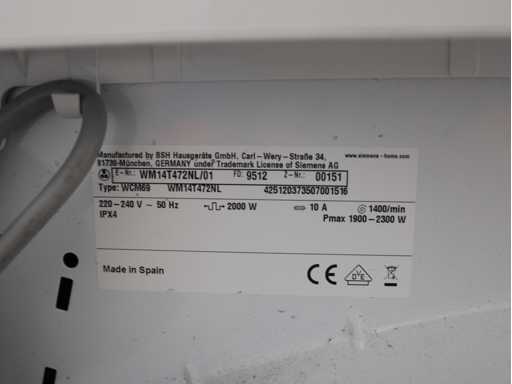 Manufactured by BSH Hausgeräte GmbH, Carl-Wery-Straße 34, www.siemens-home.com
81739-München, GERMANY under Trademark License of Siemens AG
E-Nr.: WM14T472NL/01 FD: 9512 Z-Nr.: 00151
Type: WCM69 WM14T472NL 425120373507001516
220-240 V ~ 50 Hz 2000 W 10 A 1400/min
IPX4 Pmax 1900-2300 W
Made in Spain CE VDE